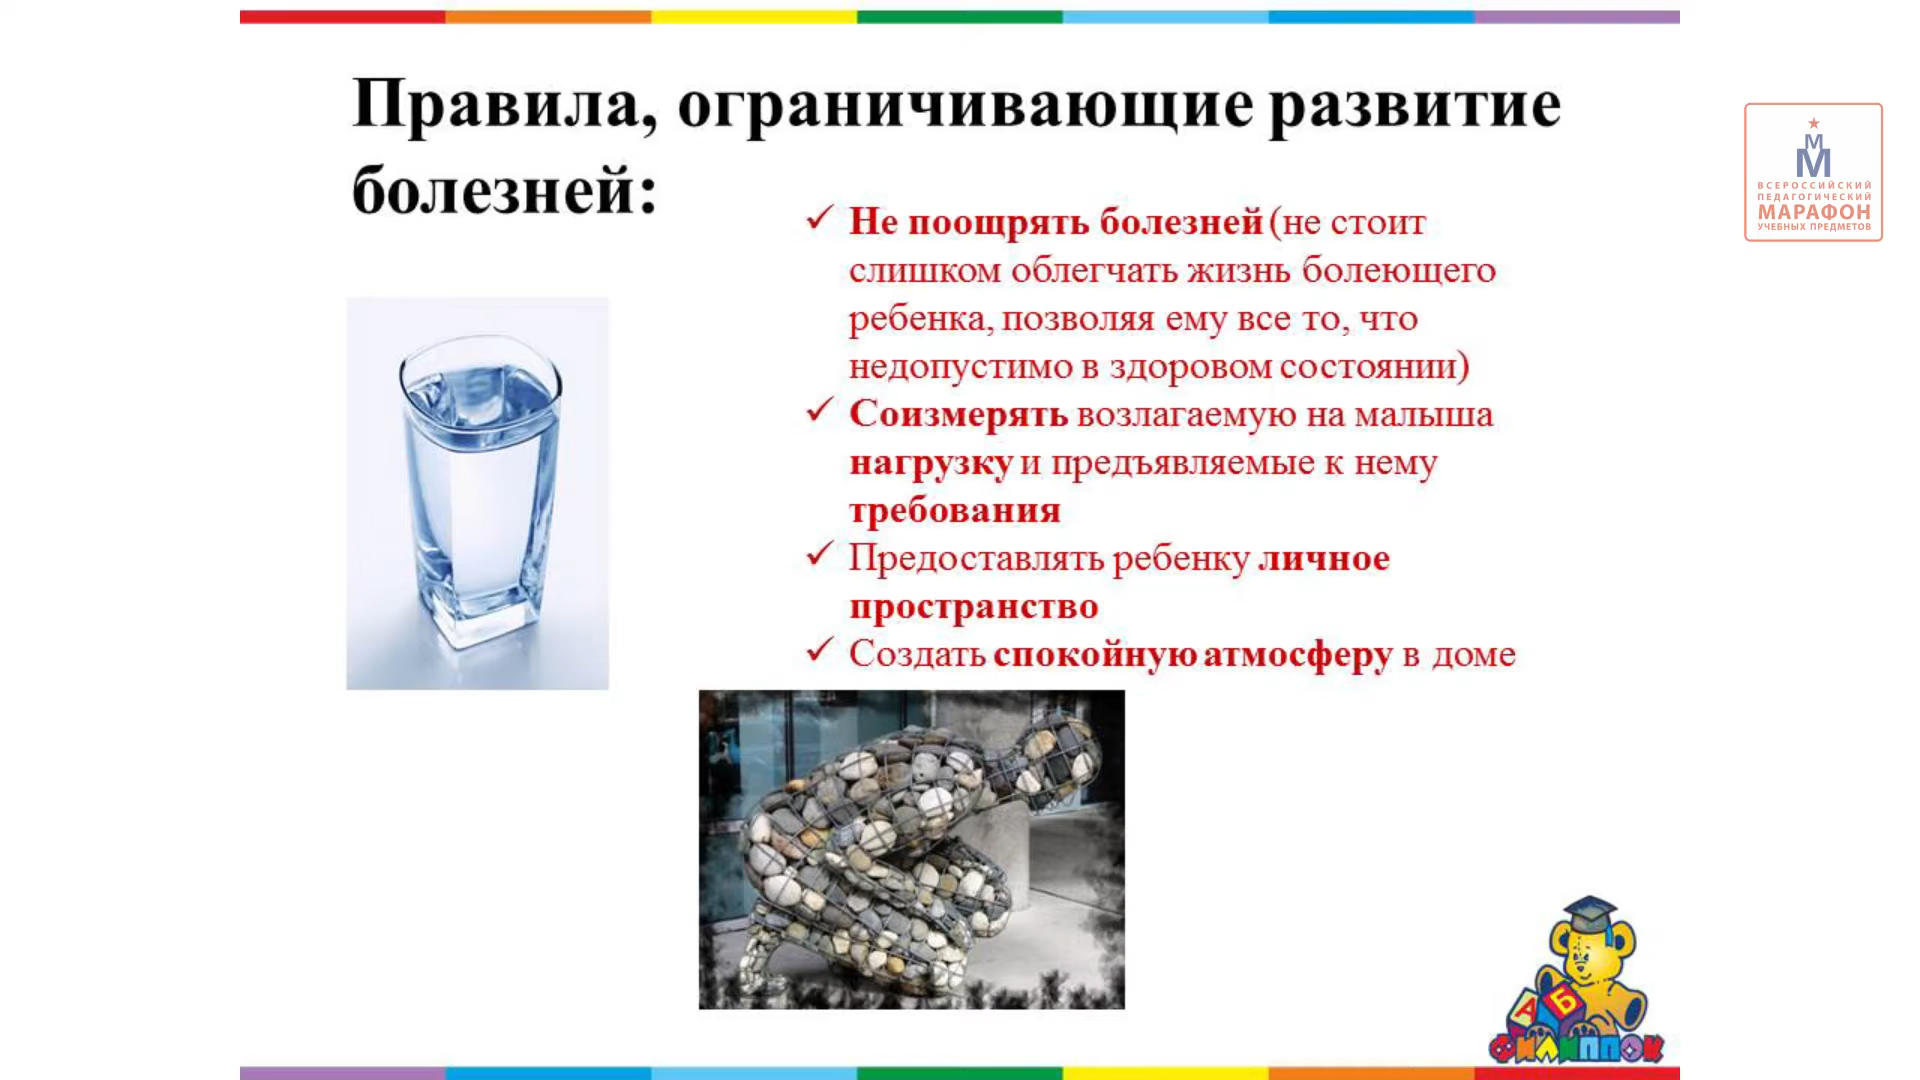 Правила, ограничивающие развитие
болезней:
Не поощрять болезней (не стоит
слишком облегчать жизнь болеющего
ребенка, позволяя ему все то, что
недопустимо в здоровом состоянии)
Соизмерять возлагаемую на малыша
нагрузку и предъявляемые к нему
требования
Предоставлять ребенку личное
пространство
Создать спокойную атмосферу в доме
М
М
ВСЕРОССИЙСКИЙ
ПЕДАГОГИЧЕСКИЙ
МАРАФОН
УЧЕБНЫХ ПРЕДМЕТОВ
А Б
ФИЛИППОК